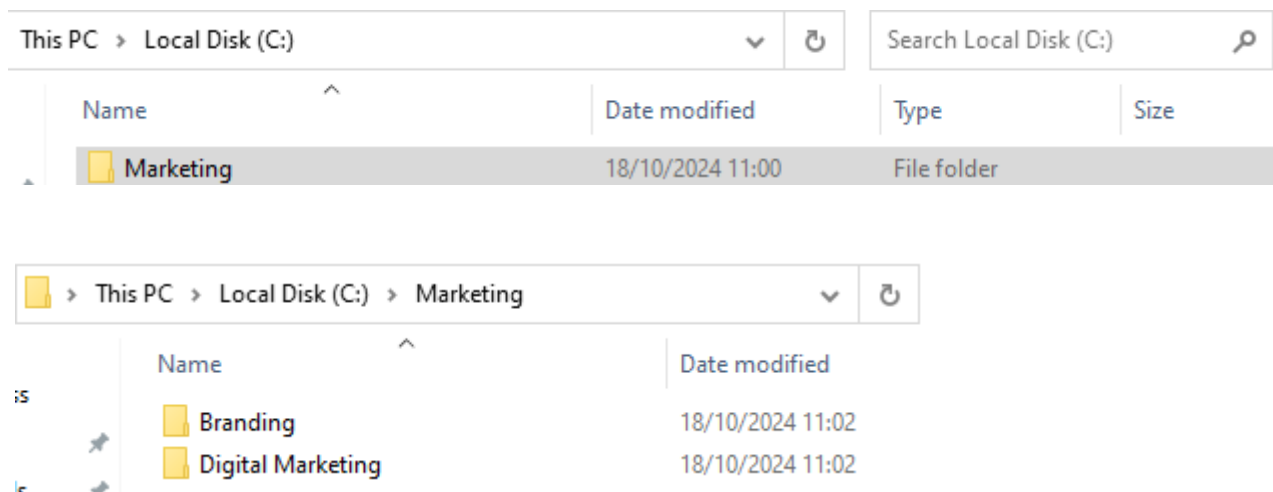 This PC > Local Disk (C:) Search Local Disk (C:)
Name Date modified Type Size
Marketing 18/10/2024 11:00 File folder
> This PC > Local Disk (C:) > Marketing
Name Date modified
ss
Branding 18/10/2024 11:02
Digital Marketing 18/10/2024 11:02